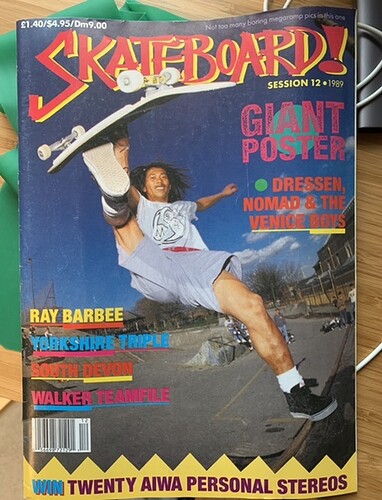 £1.40/$4.95/Dm9.00
Not too many boring megaramp pics in this one
SKATEBOARD!
SESSION 12 • 1989
GIANT
POSTER
• DRESSEN,
NOMAD & THE
VENICE BOYS
RAY BARBEE
YORKSHIRE TRIPLE
SOUTH DEVON
WALKER TEAMFILE
12
WIN TWENTY AIWA PERSONAL STEREOS